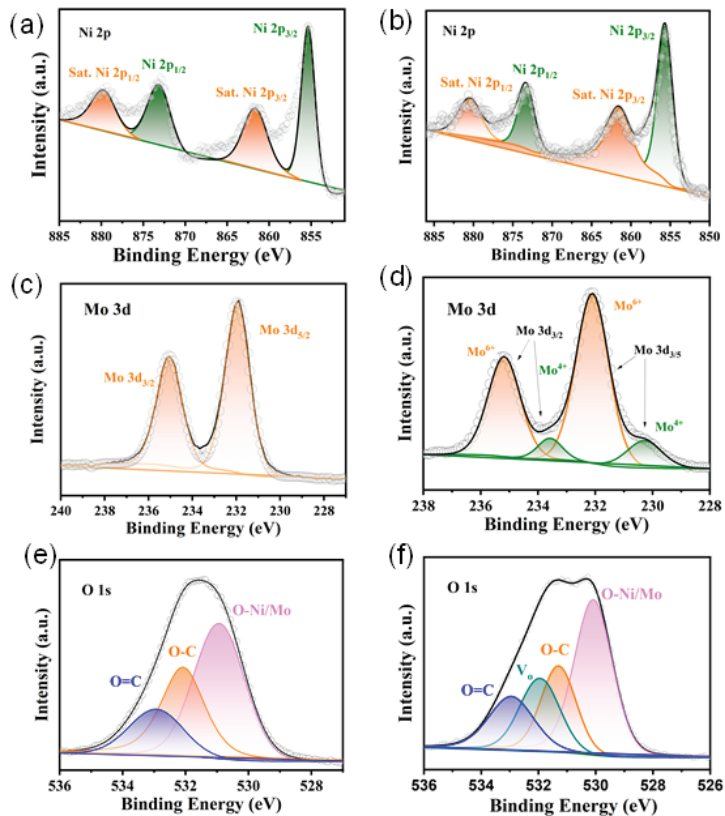 (a)
Ni 2p
Ni 2p3/2
Sat. Ni 2p1/2
Ni 2p1/2
Sat. Ni 2p3/2
Intensity (a.u.)
885 880 875 870 865 860 855
Binding Energy (eV)
(b)
Ni 2p
Ni 2p3/2
Sat. Ni 2p1/2
Ni 2p1/2
Sat. Ni 2p3/2
Intensity (a.u.)
885 880 875 870 865 860 855 850
Binding Energy (eV)
(c)
Mo 3d
Mo 3d5/2
Mo 3d3/2
Intensity (a.u.)
240 238 235 232 230 228
Binding Energy (eV)
(d)
Mo 3d
Mo6+
Mo 3d3/2
Mo6+
Mo4+
Mo 3d3/5
Mo4+
Intensity (a.u.)
238 236 234 232 230 228
Binding Energy (eV)
(e)
O 1s
O-Ni/Mo
O-C
O=C
Intensity (a.u.)
536 533 531 528
Binding Energy (eV)
(f)
O 1s
O-Ni/Mo
O-C
Vo
O=C
Intensity (a.u.)
536 534 532 530 528 526
Binding Energy (eV)